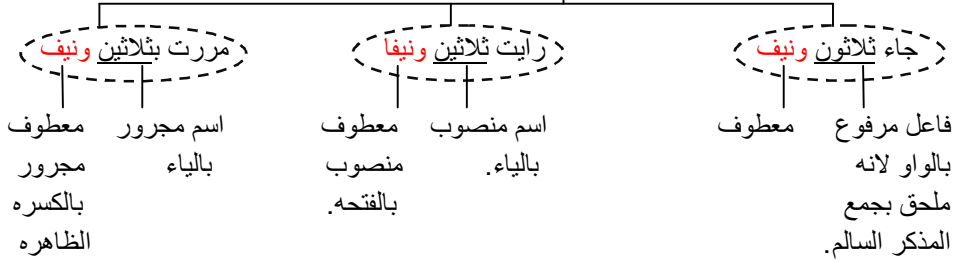 جاء ثلاثون ونيف
رايت ثلاثين ونيفا
مررت بثلاثين ونيف
فاعل مرفوع
بالواو لانه
ملحق بجمع
المذكر السالم.
معطوف
اسم منصوب
بالياء.
معطوف
منصوب
بالفتحه.
اسم مجرور
بالياء
معطوف
مجرور
بالكسره
الظاهره